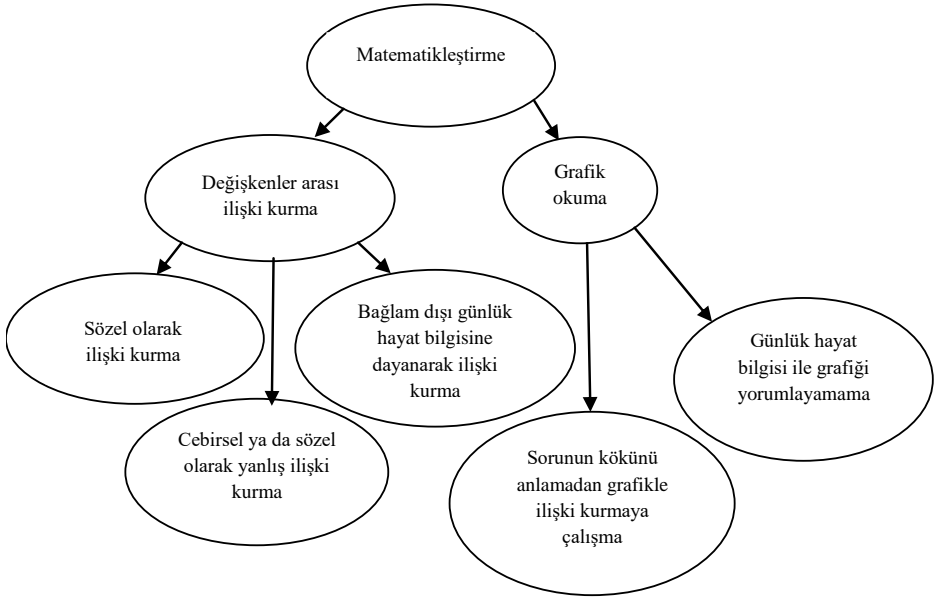 Matematikleştirme
Değişkenler arası
ilişki kurma
Grafik
okuma
Sözel olarak
ilişki kurma
Bağlam dışı günlük
hayat bilgisine
dayanarak ilişki
kurma
Günlük hayat
bilgisi ile grafiği
yorumlayamama
Cebirsel ya da sözel
olarak yanlış ilişki
kurma
Sorunun kökünü
anlamadan grafikle
ilişki kurmaya
çalışma